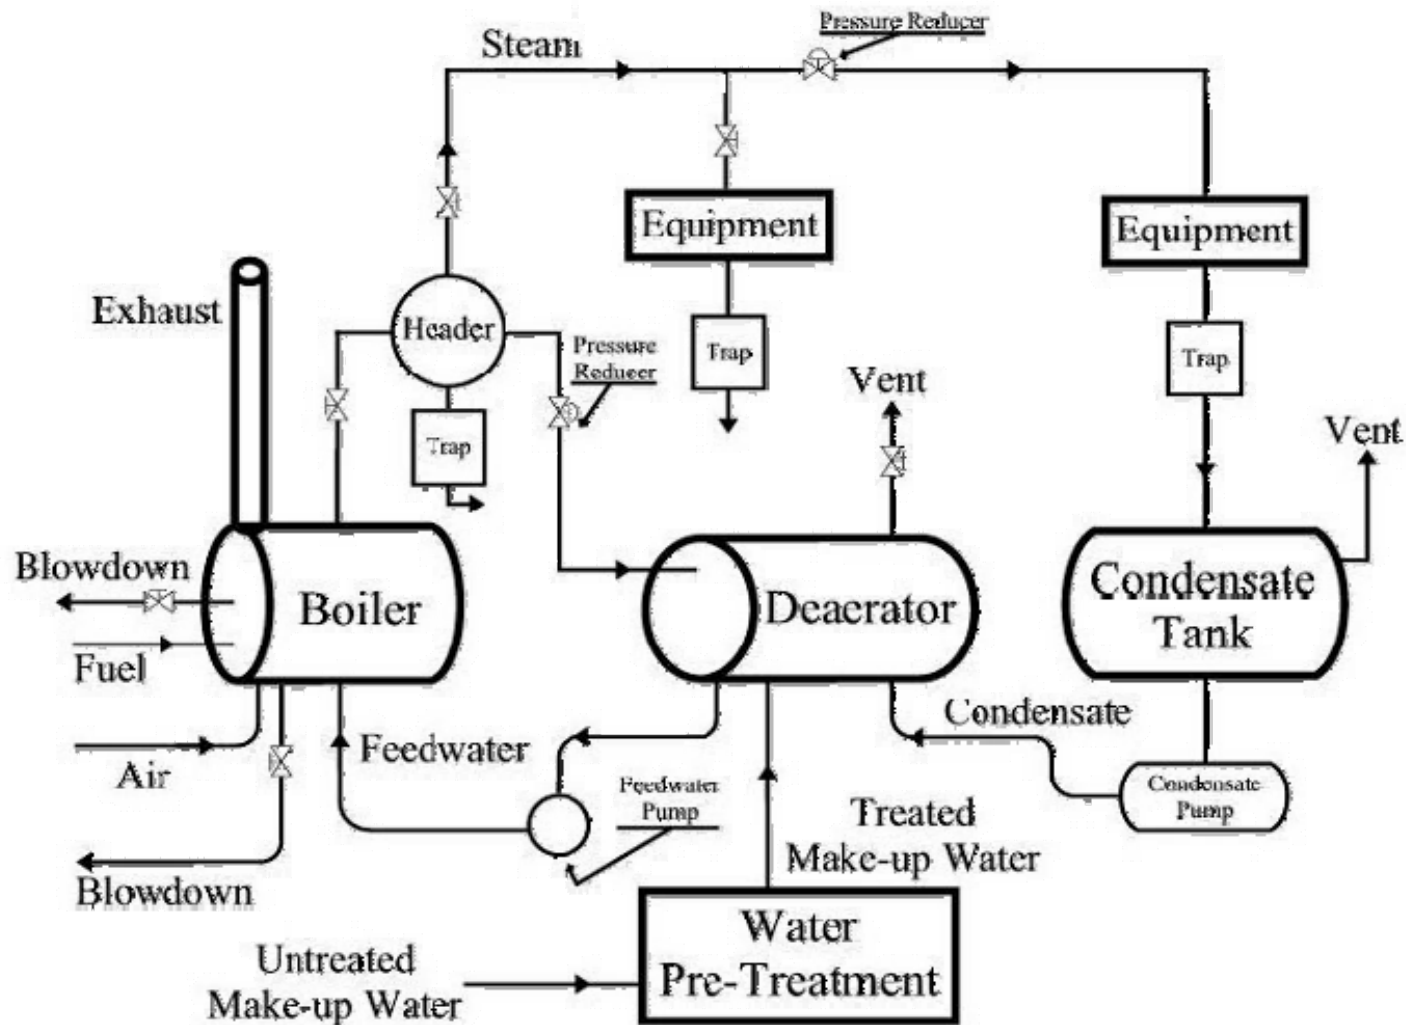 Pressure Reducer
Steam
Equipment
Equipment
Exhaust
Header
Pressure
Reducer
Trap
Trap
Vent
Trap
Vent
Blowdown
Boiler
Deaerator
Condensate
Tank
Fuel
Air
Feedwater
Condensate
Feedwater
Pump
Condensate
Pump
Blowdown
Treated
Make-up Water
Water
Pre-Treatment
Untreated
Make-up Water